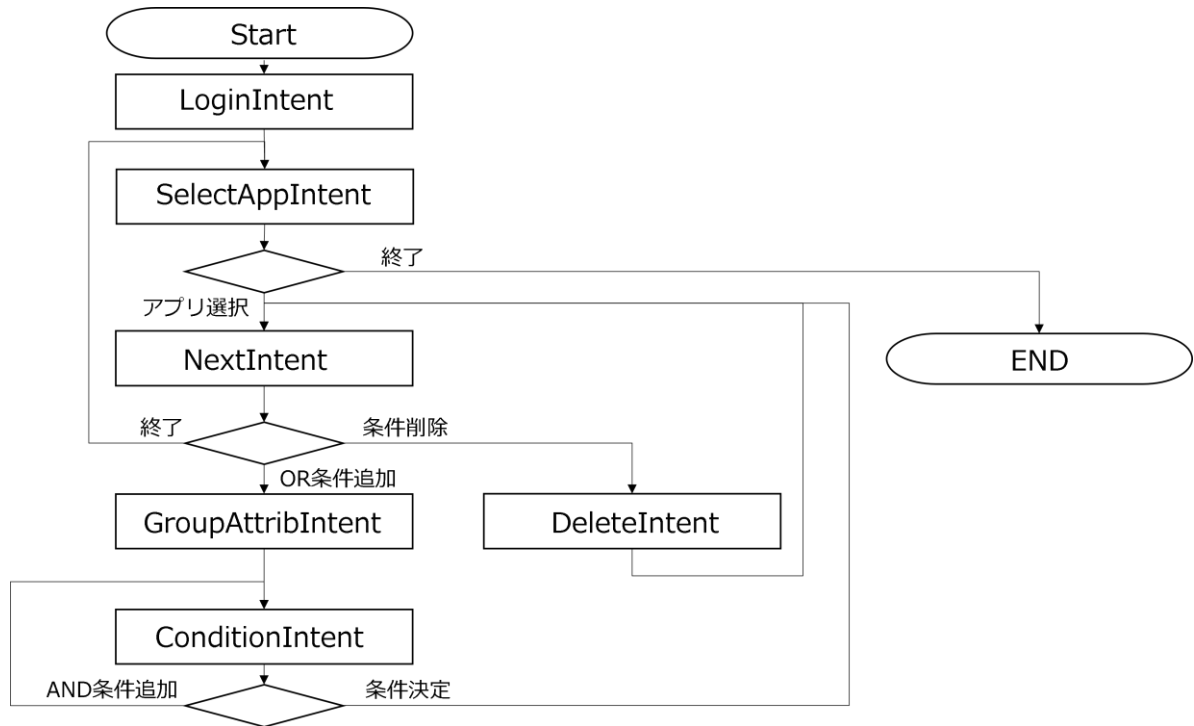 Start
LoginIntent
SelectAppIntent
終了
アプリ選択
NextIntent
END
終了
条件削除
OR条件追加
GroupAttribIntent
DeleteIntent
ConditionIntent
AND条件追加
条件決定